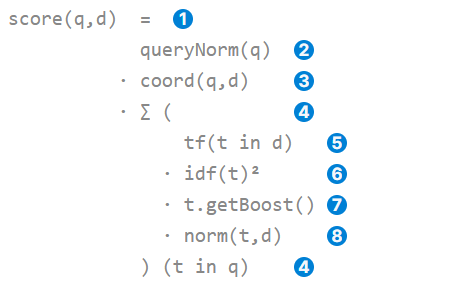 score(q,d) = 1
queryNorm(q) 2
· coord(q,d) 3
· ∑ ( 4
tf(t in d) 5
· idf(t)² 6
· t.getBoost() 7
· norm(t,d) 8
) (t in q) 4